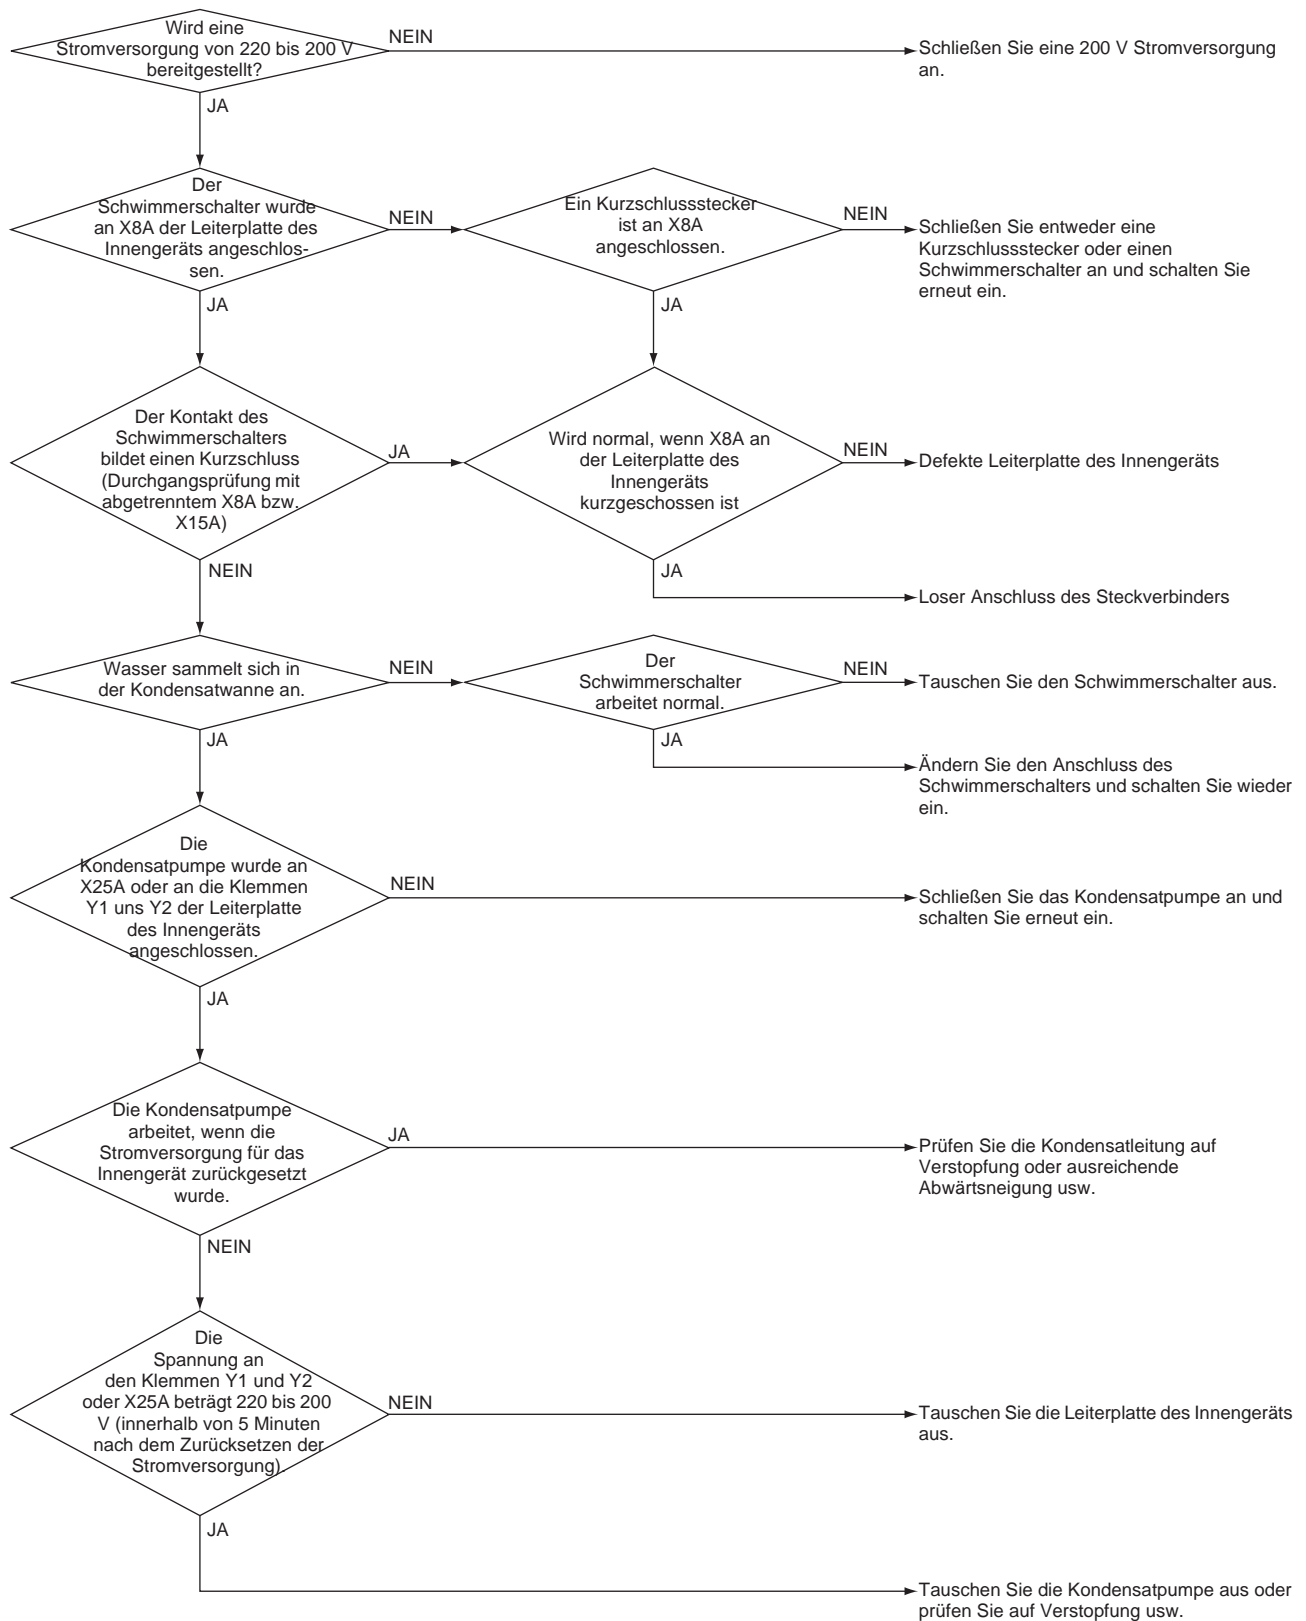 Wird eine
Stromversorgung von 220 bis 200 V
bereitgestellt?
NEIN
Schließen Sie eine 200 V Stromversorgung
an.
JA
Der
Schwimmerschalter wurde
an X8A der Leiterplatte des
Innengeräts angeschlos-
sen.
NEIN
Ein Kurzschlussstecker
ist an X8A
angeschlossen.
NEIN
Schließen Sie entweder eine
Kurzschlussstecker oder einen
Schwimmerschalter an und schalten Sie
erneut ein.
JA
JA
Der Kontakt des
Schwimmerschalters
bildet einen Kurzschluss
(Durchgangsprüfung mit
abgetrenntem X8A bzw.
X15A)
JA
Wird normal, wenn X8A an
der Leiterplatte des
Innengeräts
kurzgeschossen ist
NEIN
Defekte Leiterplatte des Innengeräts
NEIN
JA
Loser Anschluss des Steckverbinders
Wasser sammelt sich in
der Kondensatwanne an.
NEIN
Der
Schwimmerschalter
arbeitet normal.
NEIN
Tauschen Sie den Schwimmerschalter aus.
JA
JA
Ändern Sie den Anschluss des
Schwimmerschalters und schalten Sie wieder
ein.
Die
Kondensatpumpe wurde an
X25A oder an die Klemmen
Y1 uns Y2 der Leiterplatte
des Innengeräts
angeschlossen.
NEIN
Schließen Sie das Kondensatpumpe an und
schalten Sie erneut ein.
JA
Die Kondensatpumpe
arbeitet, wenn die
Stromversorgung für das
Innengerät zurückgesetzt
wurde.
JA
Prüfen Sie die Kondensatleitung auf
Verstopfung oder ausreichende
Abwärtsneigung usw.
NEIN
Die
Spannung an
den Klemmen Y1 und Y2
oder X25A beträgt 220 bis 200
V (innerhalb von 5 Minuten
nach dem Zurücksetzen der
Stromversorgung)
NEIN
Tauschen Sie die Leiterplatte des Innengeräts
aus.
JA
Tauschen Sie die Kondensatpumpe aus oder
prüfen Sie auf Verstopfung usw.